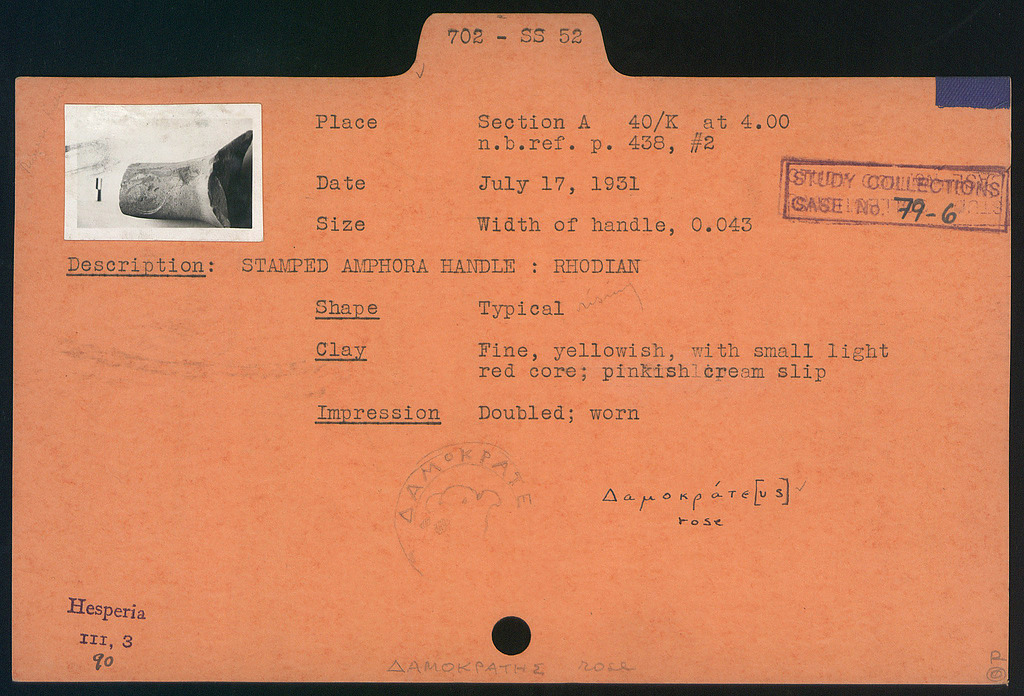 702 - SS 52
Place Section A 40/K at 4.00
n.b.ref. p. 438, #2
Date July 17, 1931
STUDY COLLECTIONS
CASE No. 79-6
Size Width of handle, 0.043
Description: STAMPED AMPHORA HANDLE : RHODIAN
Shape Typical rising
Clay Fine, yellowish, with small light
red core; pinkish cream slip
Impression Doubled; worn
ΔΑΜΟΚΡΑΤΕ
Δαμοκράτε[υς]
rose
Hesperia
III, 3
90
ΔΑΜΟΚΡΑΤΗΣ rose